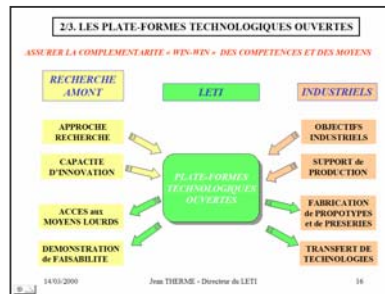 2/3. LES PLATE-FORMES TECHNOLOGIQUES OUVERTES
ASSURER LA COMPLEMENTARITE « WIN-WIN » DES COMPETENCES ET DES MOYENS
RECHERCHE
AMONT
LETI
INDUSTRIELS
APPROCHE
RECHERCHE
CAPACITE
D'INNOVATION
ACCES aux
MOYENS LOURDS
DEMONSTRATION
de FAISABILITE
PLATE-FORMES
TECHNOLOGIQUES
OUVERTES
OBJECTIFS
INDUSTRIELS
SUPPORT de
PRODUCTION
FABRICATION
de PROPOTYPES
et de PRESERIES
TRANSFERT de
TECHNOLOGIES
14/03/2000
Jean THERME - Directeur du LETI
16